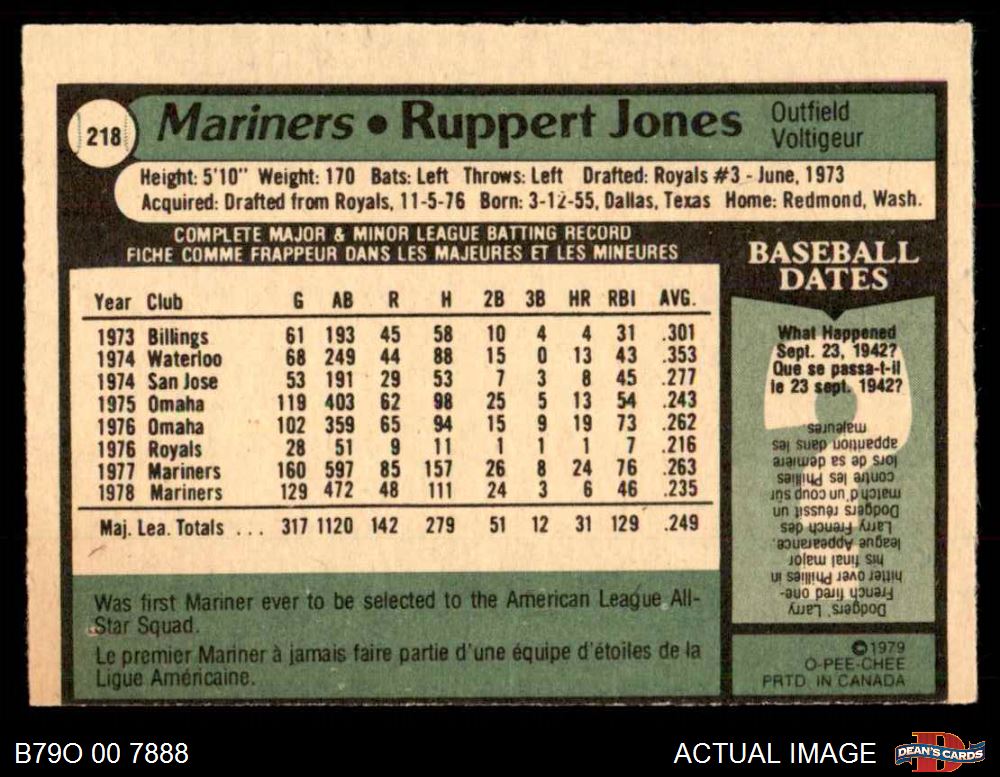 218
Mariners • Ruppert Jones
Outfield
Voltigeur
Height: 5'10" Weight: 170 Bats: Left Throws: Left Drafted: Royals #3 - June, 1973
Acquired: Drafted from Royals, 11-5-76 Born: 3-12-55, Dallas, Texas Home: Redmond, Wash.
COMPLETE MAJOR & MINOR LEAGUE BATTING RECORD
FICHE COMME FRAPPEUR DANS LES MAJEURES ET LES MINEURES
Year Club G AB R H 2B 3B HR RBI AVG.
1973 Billings 61 193 45 58 10 4 4 31 .301
1974 Waterloo 68 249 44 88 15 0 13 43 .353
1974 San Jose 53 191 29 53 7 3 8 45 .277
1975 Omaha 119 403 62 98 25 5 13 54 .243
1976 Omaha 102 359 65 94 15 9 19 73 .262
1976 Royals 28 51 9 11 1 1 1 7 .216
1977 Mariners 160 597 85 157 26 8 24 76 .263
1978 Mariners 129 472 48 111 24 3 6 46 .235
Maj. Lea. Totals ... 317 1120 142 279 51 12 31 129 .249
Was first Mariner ever to be selected to the American League All-
Star Squad.
Le premier Mariner à jamais faire partie d'une équipe d'étoiles de la
Ligue Américaine.
BASEBALL
DATES
What Happened
Sept. 23, 1942?
Que se passa-t-il
le 23 sept. 1942?
Dodgers' Larry
French fired one-
hitter over Phillies in
his final major
league appearance.
Larry French des
Dodgers réussit un
match d'un coup sûr
contre les Phillies
lors de sa dernière
apparition dans les
majeures
©1979
O-PEE-CHEE
PRTD. IN CANADA
B79O 00 7888
ACTUAL IMAGE
D
DEAN'S CARDS